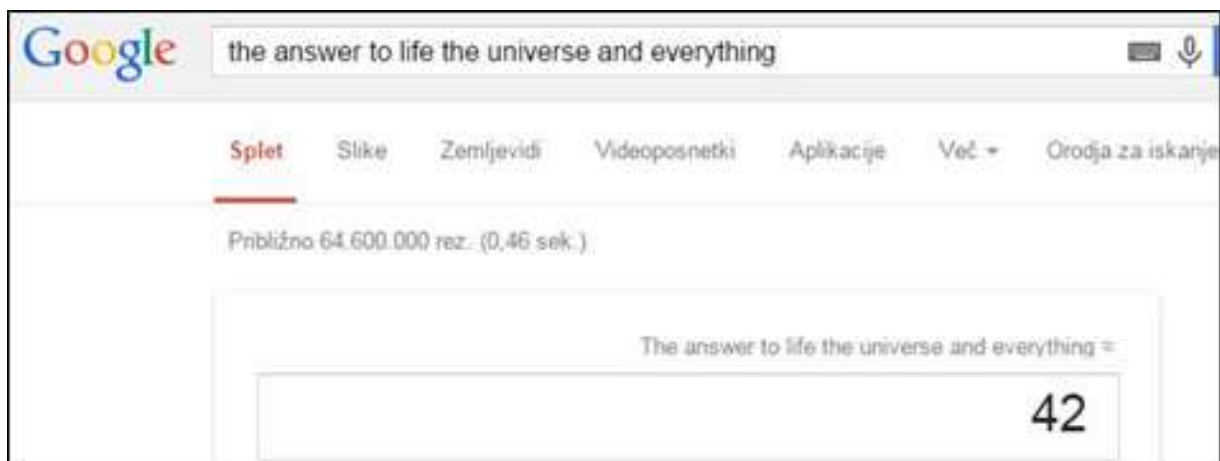 Google the answer to life the universe and everything
Splet Slike Zemljevidi Videoposnetki Aplikacije Več Orodja za iskanje
Približno 64.600.000 rez. (0,46 sek.)
The answer to life the universe and everything =
42